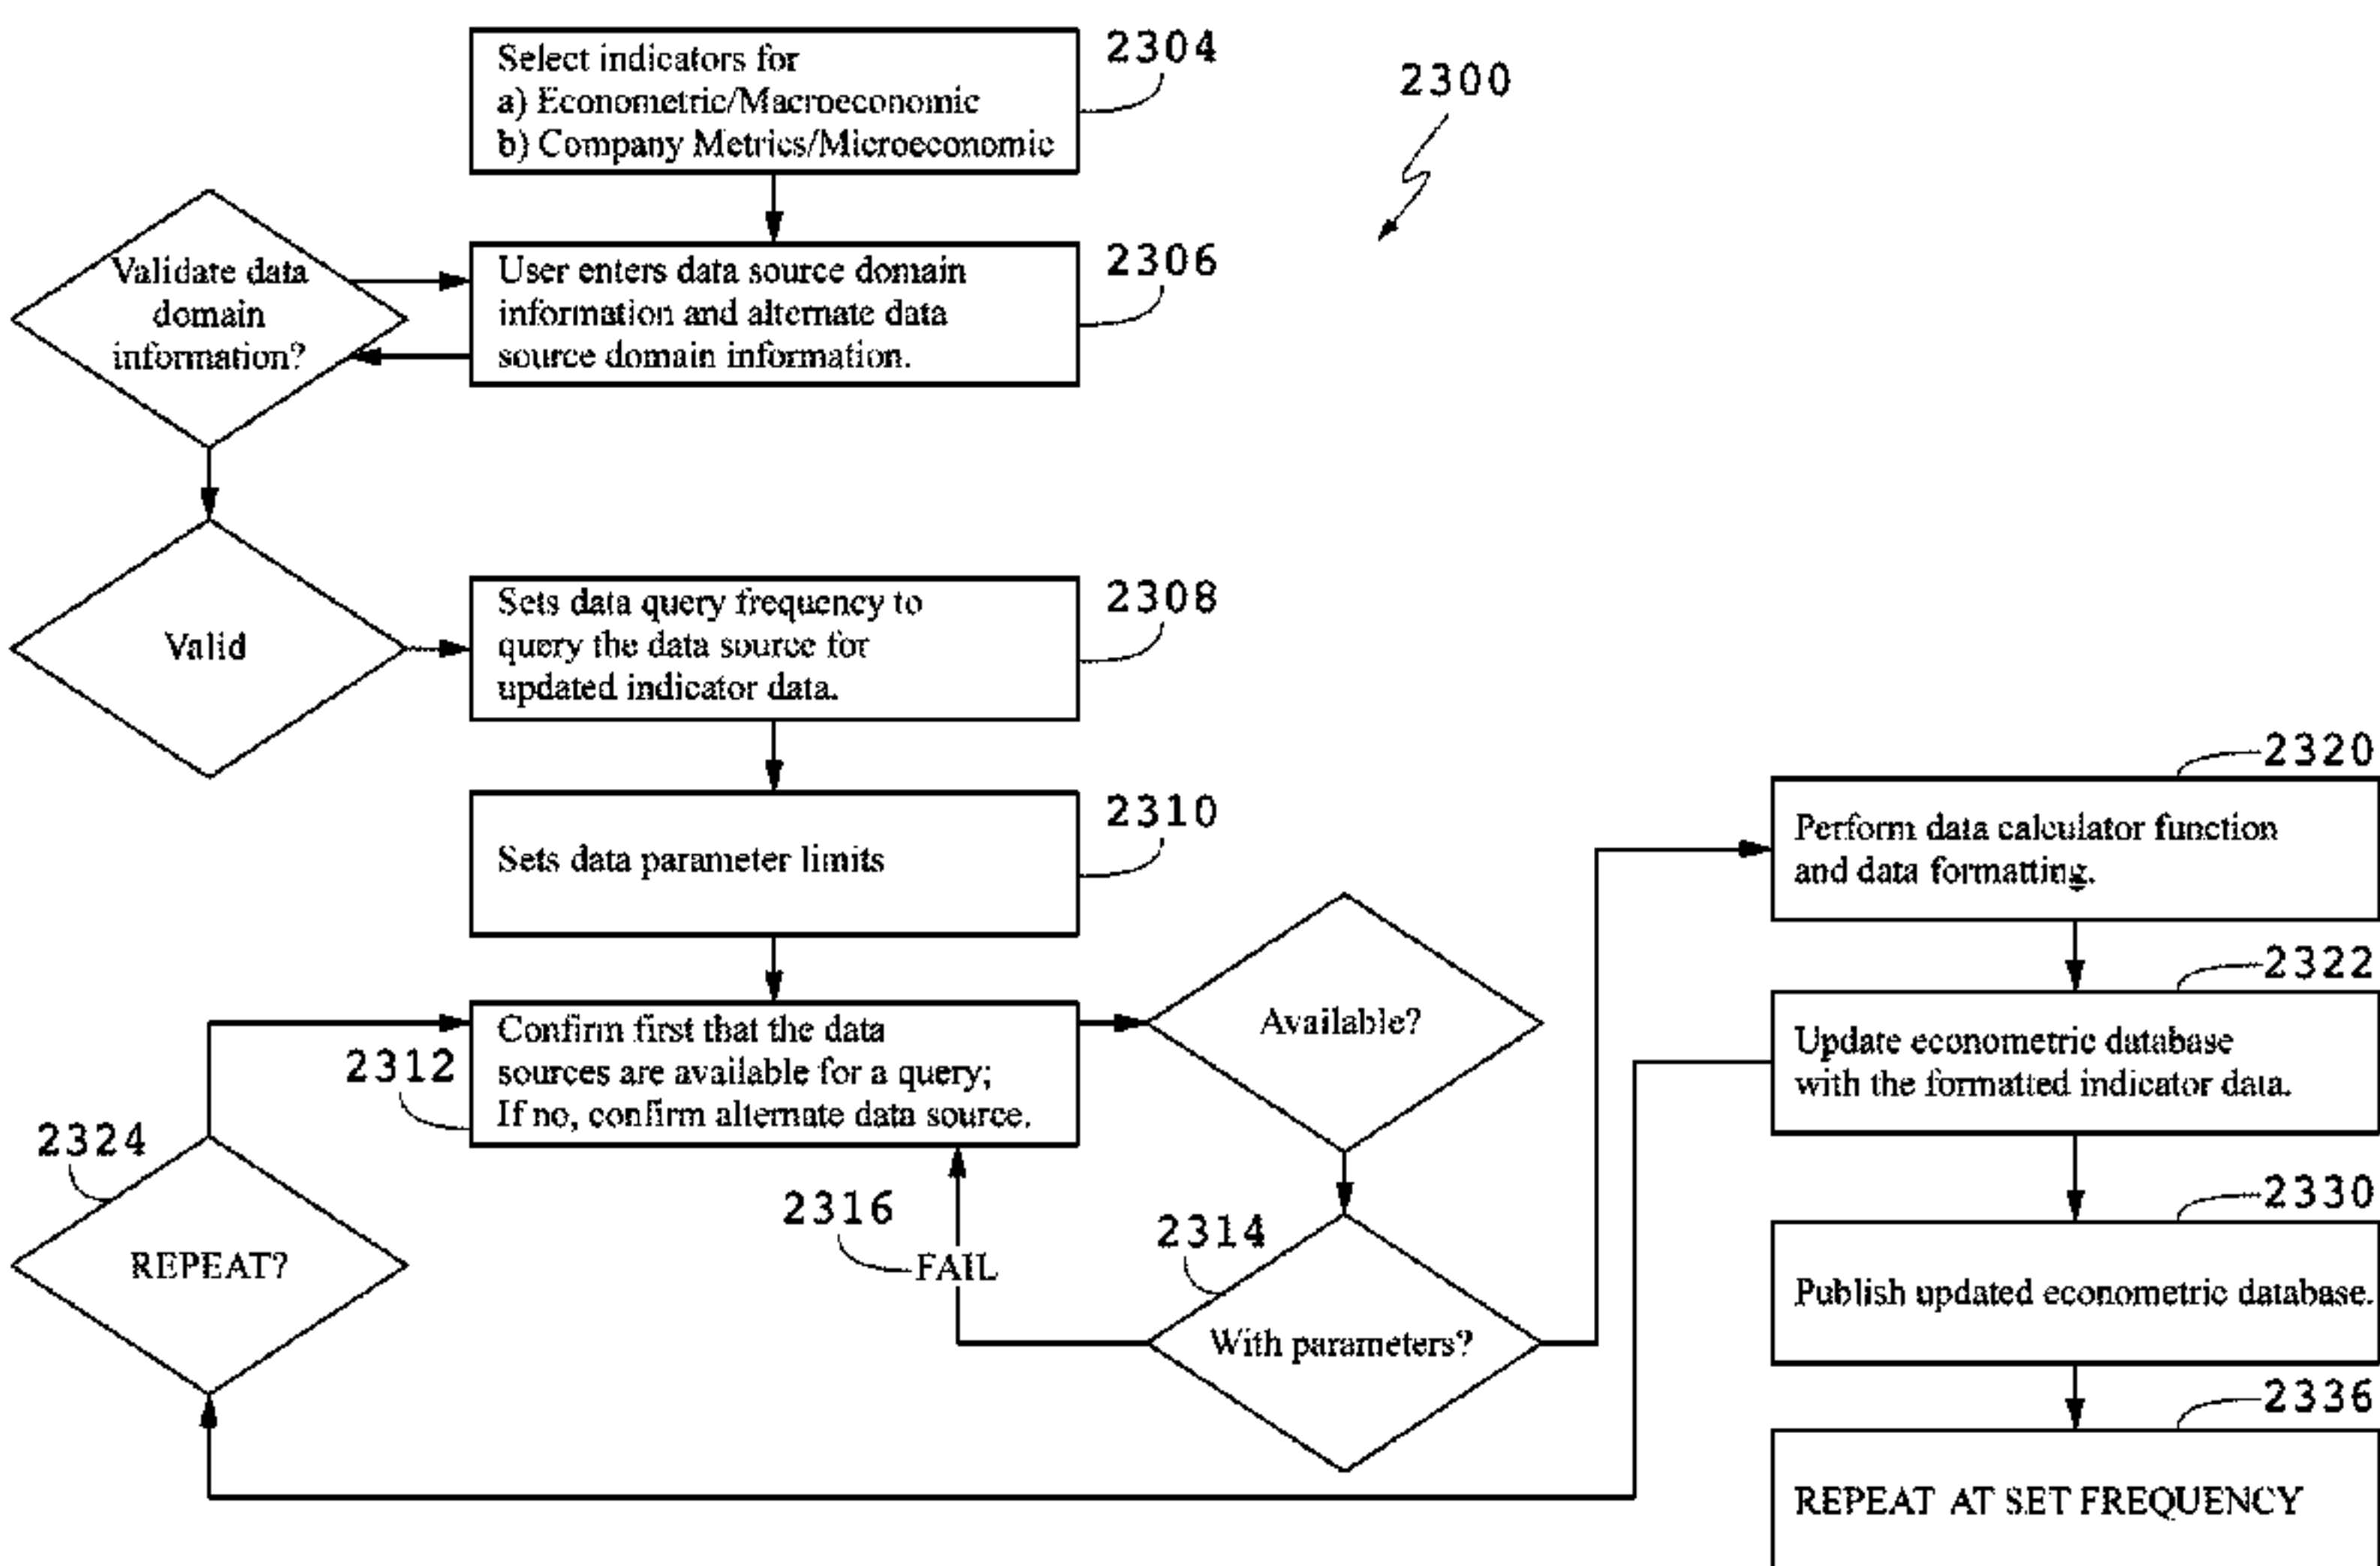 2304
Select indicators for
a) Econometric/Macroeconomic
b) Company Metrics/Microeconomic
2300
Validate data
domain
information?
2306
User enters data source domain
information and alternate data
source domain information.
Valid
2308
Sets data query frequency to
query the data source for
updated indicator data.
2310
Sets data parameter limits
2312
Confirm first that the data
sources are available for a query;
If no, confirm alternate data source.
Available?
2314
With parameters?
2316
FAIL
2324
REPEAT?
2320
Perform data calculator function
and data formatting.
2322
Update econometric database
with the formatted indicator data.
2330
Publish updated econometric database.
2336
REPEAT AT SET FREQUENCY